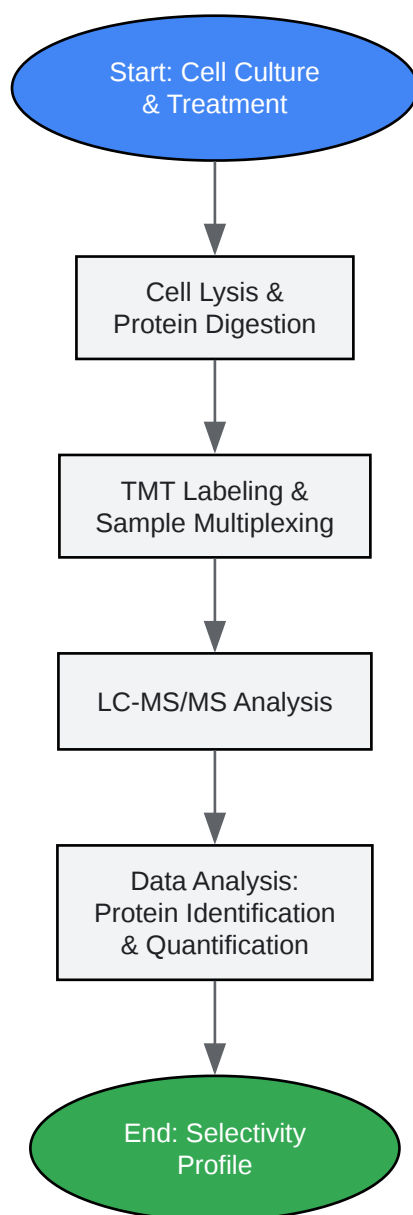 Start: Cell Culture
& Treatment
Cell Lysis &
Protein Digestion
TMT Labeling &
Sample Multiplexing
LC-MS/MS Analysis
Data Analysis:
Protein Identification
& Quantification
End: Selectivity
Profile